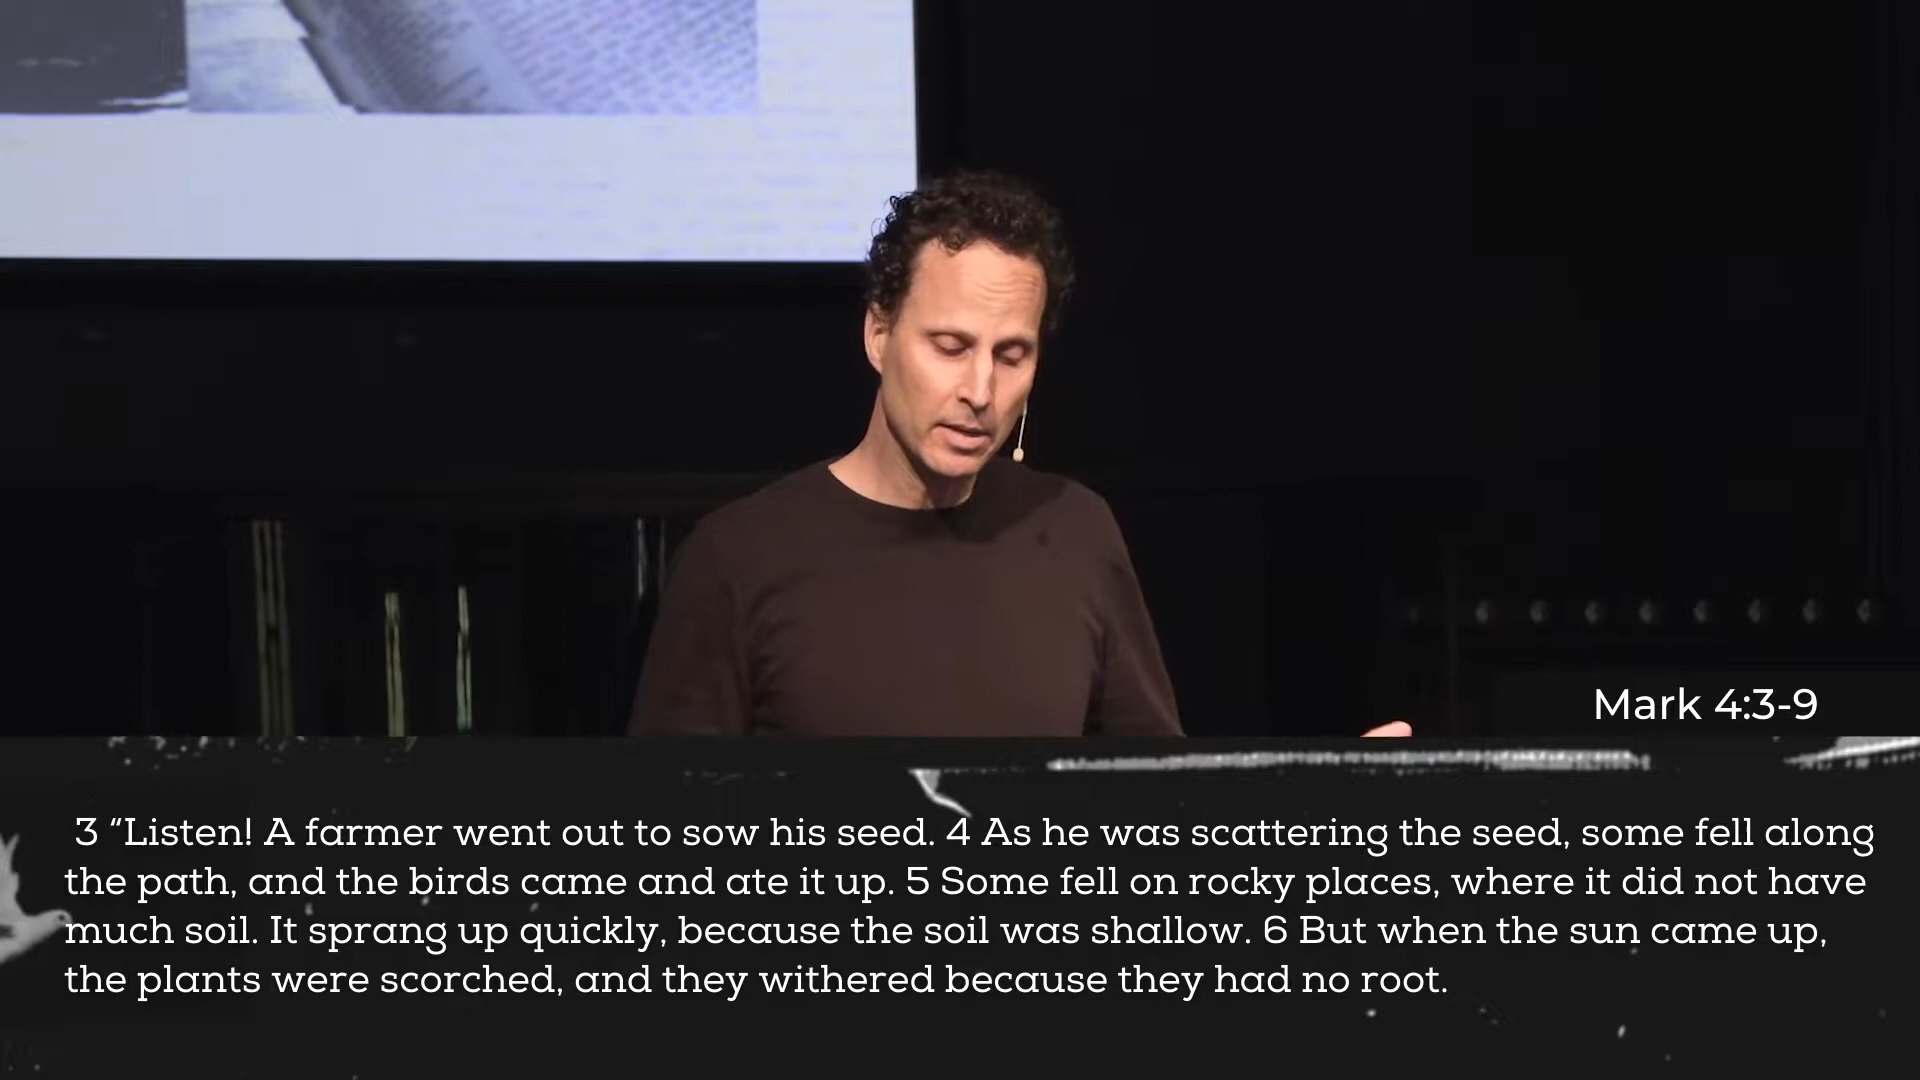 Mark 4:3-9
3 “Listen! A farmer went out to sow his seed. 4 As he was scattering the seed, some fell along
the path, and the birds came and ate it up. 5 Some fell on rocky places, where it did not have
much soil. It sprang up quickly, because the soil was shallow. 6 But when the sun came up,
the plants were scorched, and they withered because they had no root.